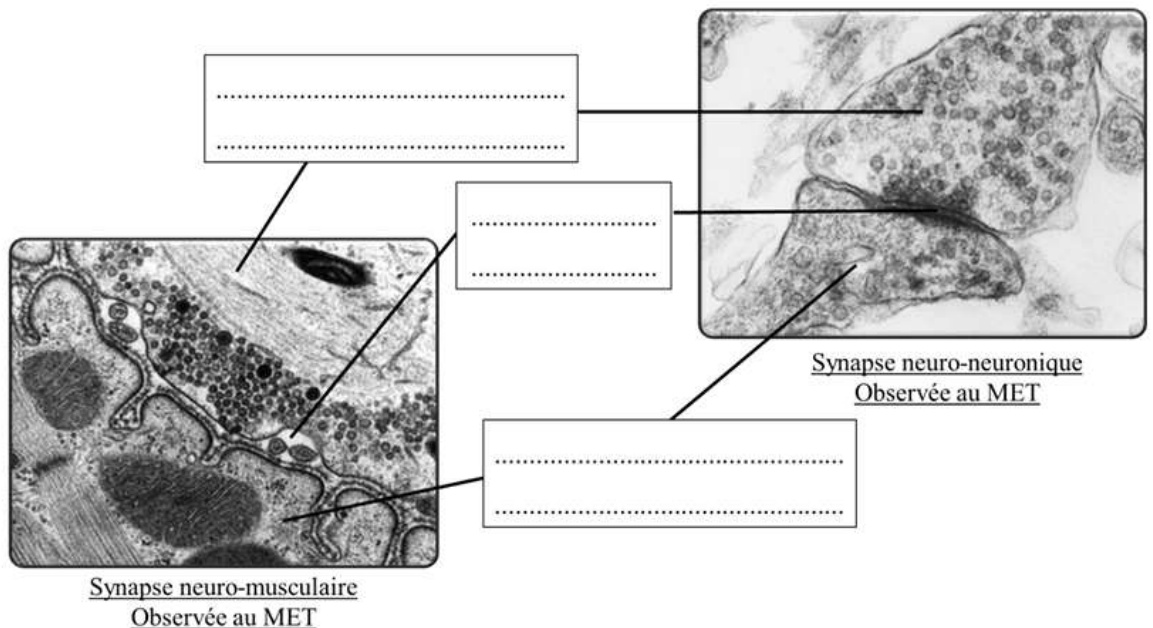 Synapse neuro-neuronique
Observée au MET
Synapse neuro-musculaire
Observée au MET